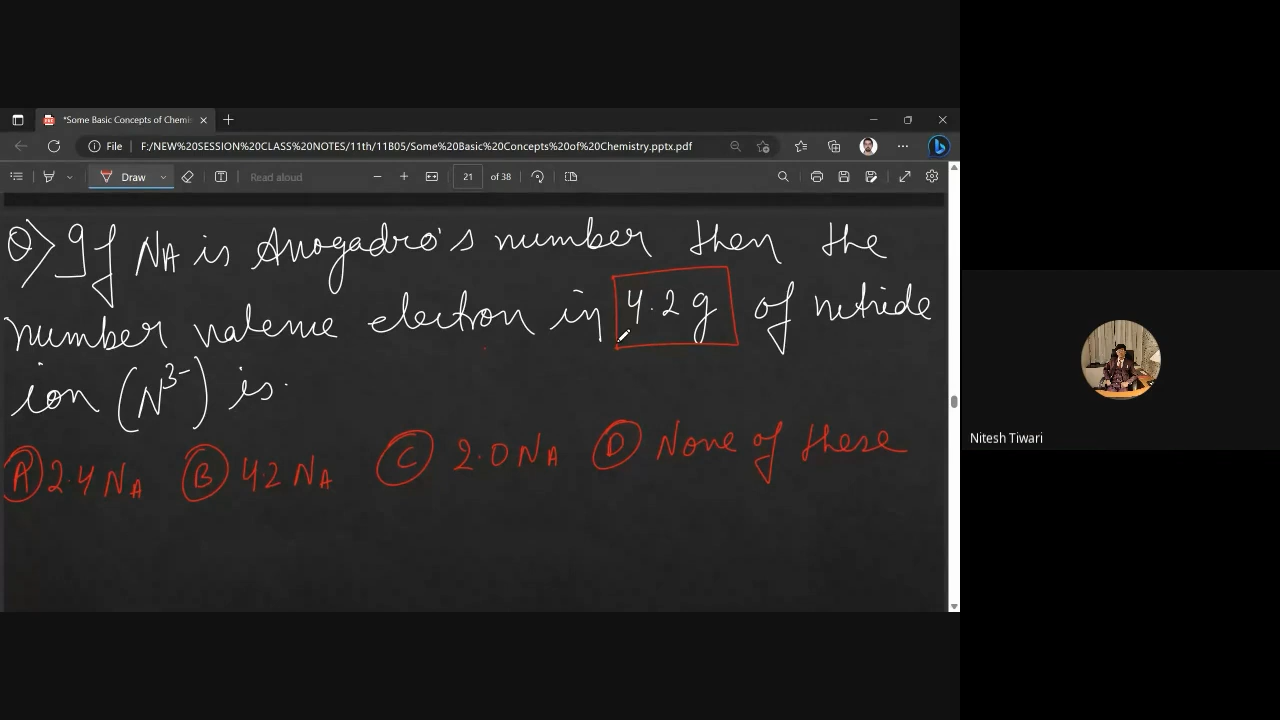 *Some Basic Concepts of Chemis
File F:/NEW%20SESSION%20CLASS%20NOTES/11th/11B05/Some%20Basic%20Concepts%20of%20Chemistry.pptx.pdf
Draw Read aloud 21 of 38
Q> If NA is Avogadro's number then the
number valence electron in 4.2 g of nitride
ion (N3-) is.
A 2.4 NA B 4.2 NA C 2.0 NA D None of these
Nitesh Tiwari